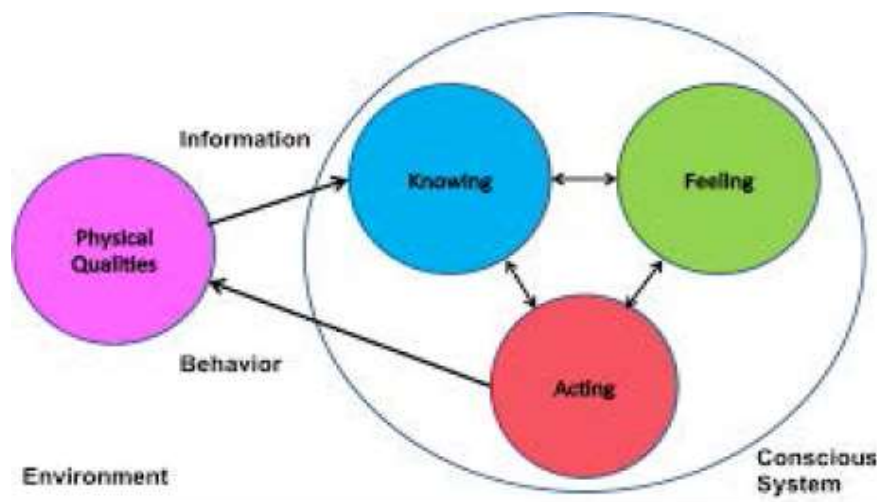 Information
Knowing
Feeling
Physical
Qualities
Behavior
Acting
Environment
Conscious
System